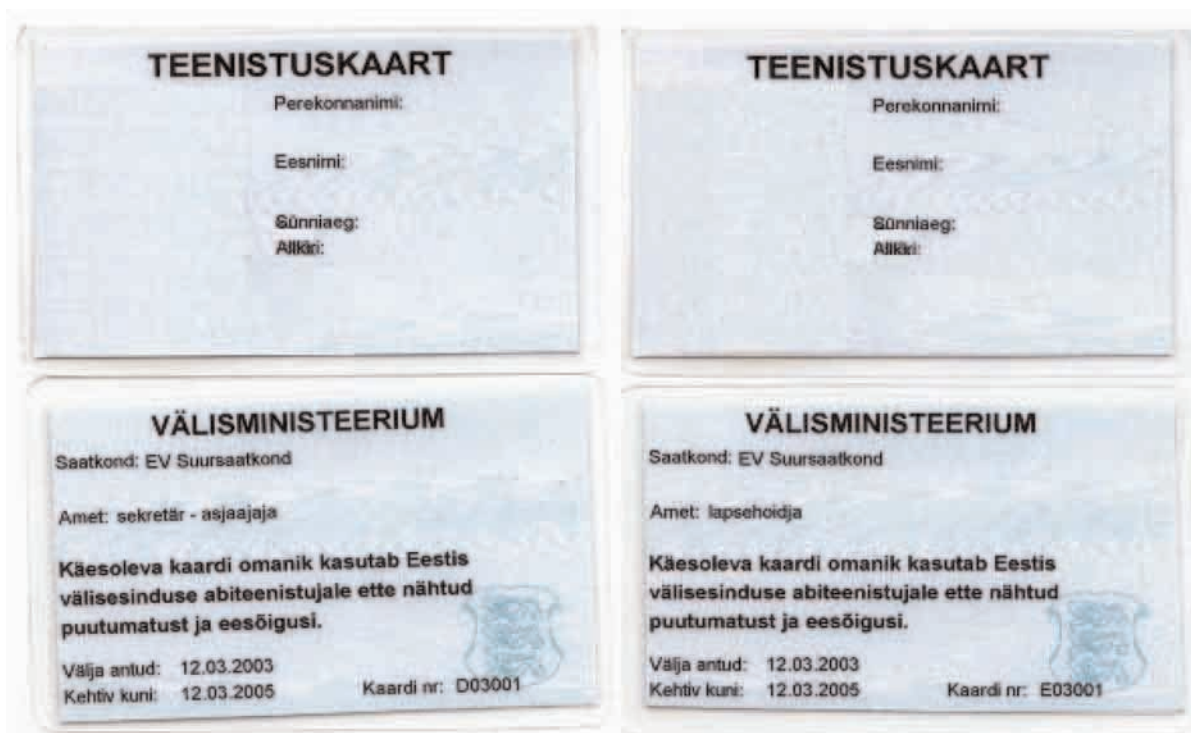 TEENISTUSKAART
Perekonnanimi:
Eesnimi:
Sünniaeg:
Allkiri:
TEENISTUSKAART
Perekonnanimi:
Eesnimi:
Sünniaeg:
Allkiri:
VÄLISMINISTEERIUM
Saatkond: EV Suursaatkond
Amet: sekretär - asjaajaja
Käesoleva kaardi omanik kasutab Eestis
välisesinduse abiteenistujale ette nähtud
puutumatust ja eesõigusi.
Välja antud: 12.03.2003
Kehtiv kuni: 12.03.2005 Kaardi nr: D03001
VÄLISMINISTEERIUM
Saatkond: EV Suursaatkond
Amet: lapsehoidja
Käesoleva kaardi omanik kasutab Eestis
välisesinduse abiteenistujale ette nähtud
puutumatust ja eesõigusi.
Välja antud: 12.03.2003
Kehtiv kuni: 12.03.2005 Kaardi nr: E03001